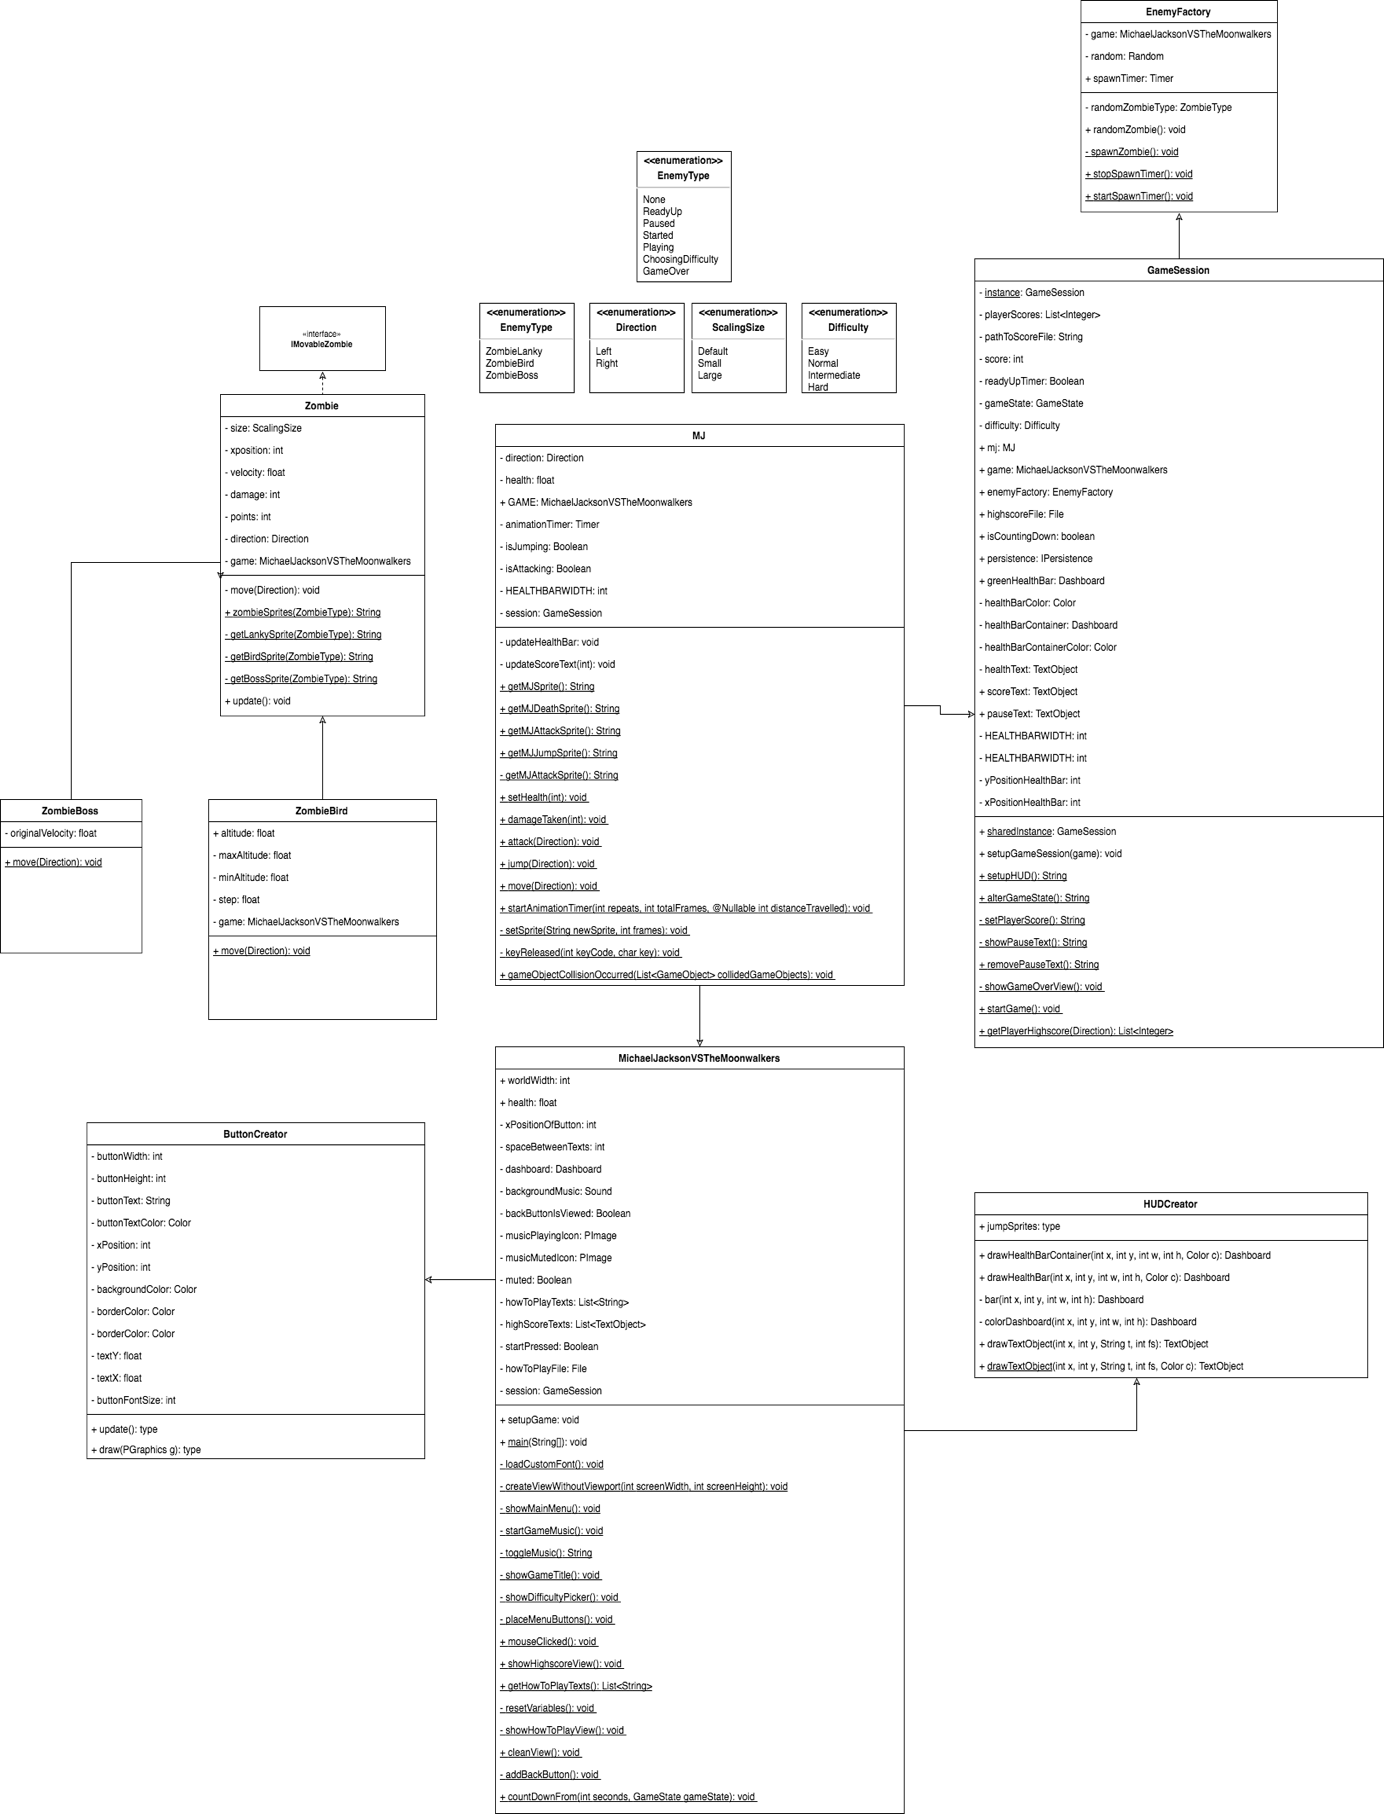 EnemyFactory
- game: MichaelJacksonVSTheMoonwalkers
- random: Random
+ spawnTimer: Timer
- randomZombieType: ZombieType
+ randomZombie(): void
- spawnZombie(): void
+ stopSpawnTimer(): void
+ startSpawnTimer(): void
<<enumeration>>
EnemyType
None
ReadyUp
Paused
Started
Playing
ChoosingDifficulty
GameOver
<<enumeration>>
EnemyType
ZombieLanky
ZombieBird
ZombieBoss
<<enumeration>>
Direction
Left
Right
<<enumeration>>
ScalingSize
Default
Small
Large
<<enumeration>>
Difficulty
Easy
Normal
Intermediate
Hard
«interface»
IMovableZombie
Zombie
- size: ScalingSize
- xposition: int
- velocity: float
- damage: int
- points: int
- direction: Direction
- game: MichaelJacksonVSTheMoonwalkers
- move(Direction): void
+ zombieSprites(ZombieType): String
- getLankySprite(ZombieType): String
- getBirdSprite(ZombieType): String
- getBossSprite(ZombieType): String
+ update(): void
ZombieBoss
- originalVelocity: float
+ move(Direction): void
ZombieBird
+ altitude: float
- maxAltitude: float
- minAltitude: float
- step: float
- game: MichaelJacksonVSTheMoonwalkers
+ move(Direction): void
MJ
- direction: Direction
- health: float
+ GAME: MichaelJacksonVSTheMoonwalkers
- animationTimer: Timer
- isJumping: Boolean
- isAttacking: Boolean
- HEALTHBARWIDTH: int
- session: GameSession
- updateHealthBar: void
- updateScoreText(int): void
+ getMJSprite(): String
+ getMJDeathSprite(): String
+ getMJAttackSprite(): String
+ getMJJumpSprite(): String
- getMJAttackSprite(): String
+ setHealth(int): void
+ damageTaken(int): void
+ attack(Direction): void
+ jump(Direction): void
+ move(Direction): void
+ startAnimationTimer(int repeats, int totalFrames, @Nullable int distanceTravelled): void
- setSprite(String newSprite, int frames): void
- keyReleased(int keyCode, char key): void
+ gameObjectCollisionOccurred(List<GameObject> collidedGameObjects): void
GameSession
- instance: GameSession
- playerScores: List<Integer>
- pathToScoreFile: String
- score: int
- readyUpTimer: Boolean
- gameState: GameState
- difficulty: Difficulty
+ mj: MJ
+ game: MichaelJacksonVSTheMoonwalkers
+ enemyFactory: EnemyFactory
+ highscoreFile: File
+ isCountingDown: boolean
+ persistence: IPersistence
+ greenHealthBar: Dashboard
- healthBarColor: Color
- healthBarContainer: Dashboard
- healthBarContainerColor: Color
- healthText: TextObject
+ scoreText: TextObject
+ pauseText: TextObject
- HEALTHBARWIDTH: int
- HEALTHBARWIDTH: int
- yPositionHealthBar: int
- xPositionHealthBar: int
+ sharedInstance: GameSession
+ setupGameSession(game): void
+ setupHUD(): String
+ alterGameState(): String
- setPlayerScore(): String
- showPauseText(): String
+ removePauseText(): String
- showGameOverView(): void
+ startGame(): void
+ getPlayerHighscore(Direction): List<Integer>
MichaelJacksonVSTheMoonwalkers
+ worldWidth: int
+ health: float
- xPositionOfButton: int
- spaceBetweenTexts: int
- dashboard: Dashboard
- backgroundMusic: Sound
- backButtonIsViewed: Boolean
- musicPlayingIcon: PImage
- musicMutedIcon: PImage
- muted: Boolean
- howToPlayTexts: List<String>
- highScoreTexts: List<TextObject>
- startPressed: Boolean
- howToPlayFile: File
- session: GameSession
+ setupGame: void
+ main(String[]): void
- loadCustomFont(): void
- createViewWithoutViewport(int screenWidth, int screenHeight): void
- showMainMenu(): void
- startGameMusic(): void
- toggleMusic(): String
- showGameTitle(): void
- showDifficultyPicker(): void
- placeMenuButtons(): void
+ mouseClicked(): void
+ showHighscoreView(): void
+ getHowToPlayTexts(): List<String>
- resetVariables(): void
- showHowToPlayView(): void
+ cleanView(): void
- addBackButton(): void
+ countDownFrom(int seconds, GameState gameState): void
ButtonCreator
- buttonWidth: int
- buttonHeight: int
- buttonText: String
- buttonTextColor: Color
- xPosition: int
- yPosition: int
- backgroundColor: Color
- borderColor: Color
- borderColor: Color
- textY: float
- textX: float
- buttonFontSize: int
+ update(): type
+ draw(PGraphics g): type
HUDCreator
+ jumpSprites: type
+ drawHealthBarContainer(int x, int y, int w, int h, Color c): Dashboard
+ drawHealthBar(int x, int y, int w, int h, Color c): Dashboard
- bar(int x, int y, int w, int h): Dashboard
- colorDashboard(int x, int y, int w, int h): Dashboard
+ drawTextObject(int x, int y, String t, int fs): TextObject
+ drawTextObject(int x, int y, String t, int fs, Color c): TextObject